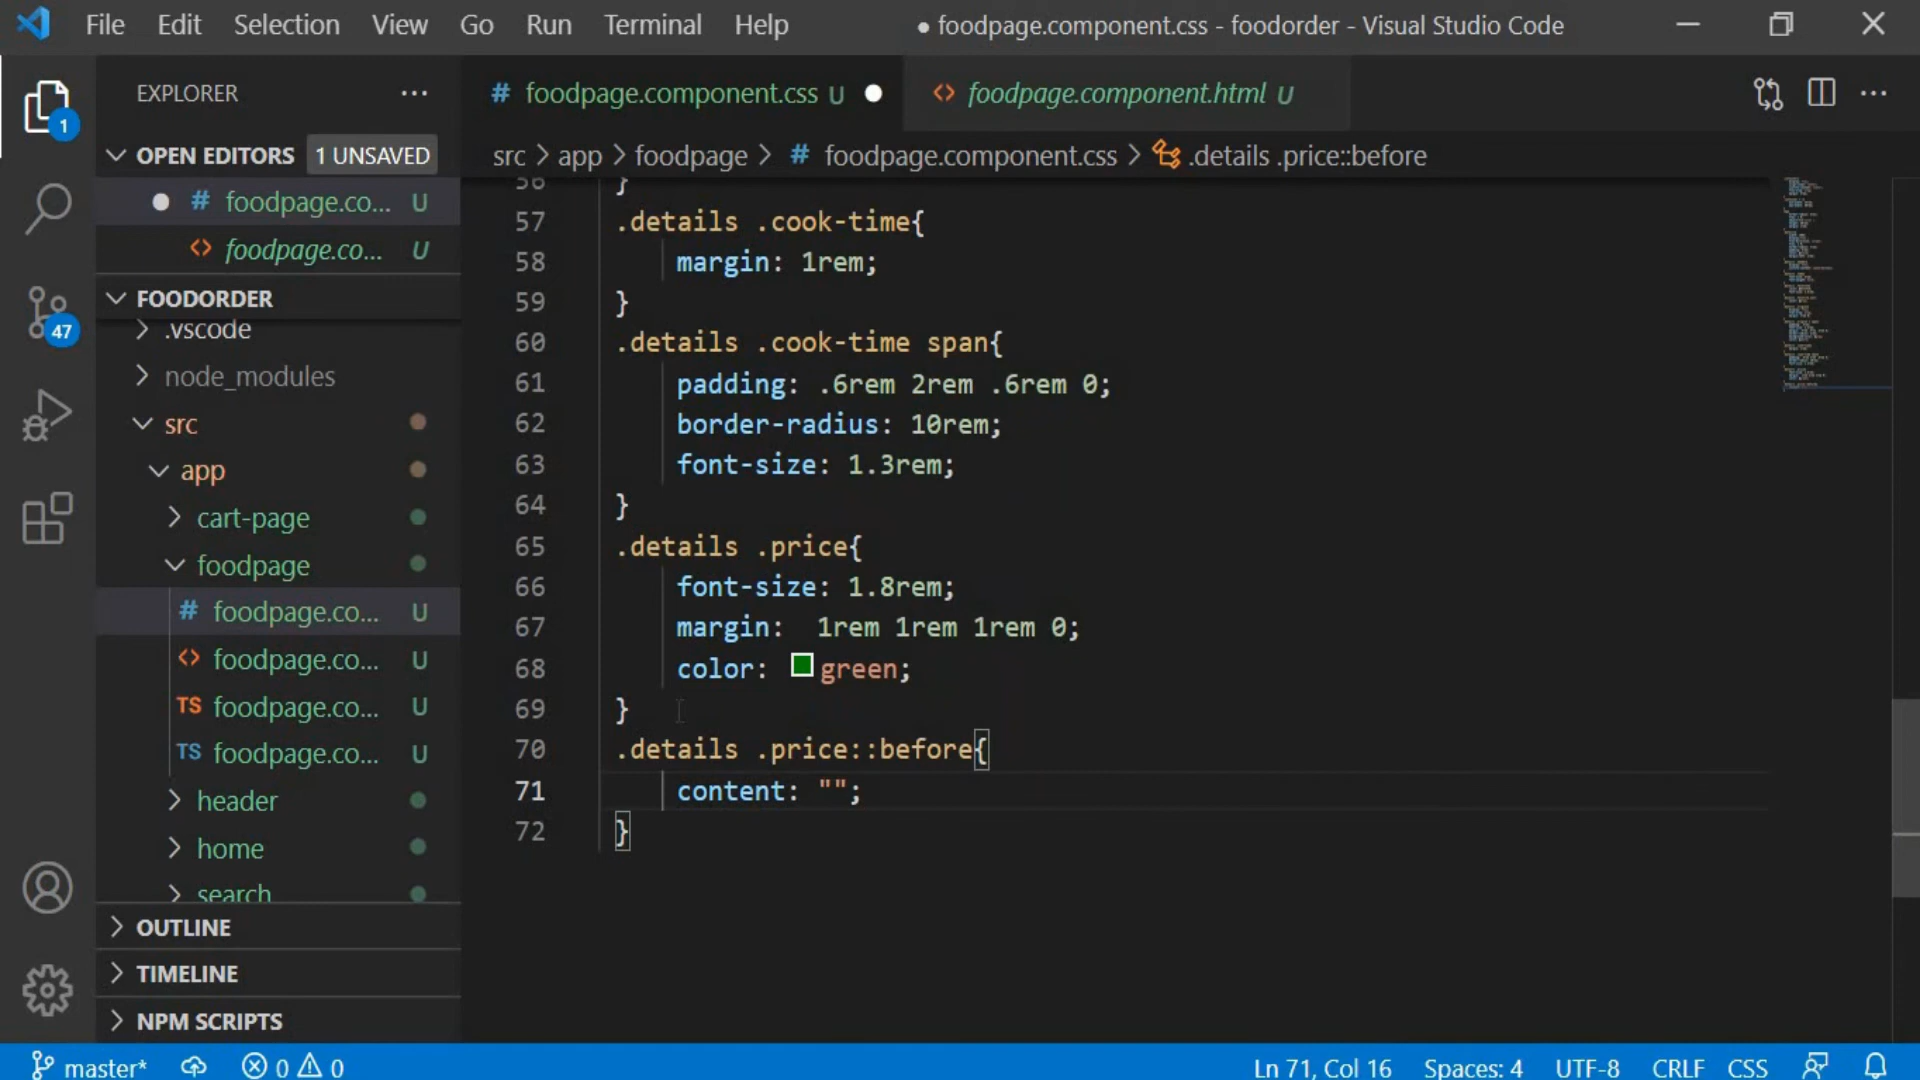 File Edit Selection View Go Run Terminal Help ● foodpage.component.css - foodorder - Visual Studio Code
EXPLORER ···
# foodpage.component.css U ●
<> foodpage.component.html U
···
1
OPEN EDITORS 1 UNSAVED
src > app > foodpage > # foodpage.component.css > .details .price::before
● # foodpage.co... U
<> foodpage.co... U
FOODORDER
47
> .vscode
> node_modules
src
app
> cart-page
foodpage
# foodpage.co... U
<> foodpage.co... U
TS foodpage.co... U
TS foodpage.co... U
> header
> home
> search
> OUTLINE
> TIMELINE
> NPM SCRIPTS
56 }
57 .details .cook-time{
58 margin: 1rem;
59 }
60 .details .cook-time span{
61 padding: .6rem 2rem .6rem 0;
62 border-radius: 10rem;
63 font-size: 1.3rem;
64 }
65 .details .price{
66 font-size: 1.8rem;
67 margin:  1rem 1rem 1rem 0;
68 color: green;
69 }
70 .details .price::before{
71 content: "";
72 }
master* 0 0 Ln 71, Col 16 Spaces: 4 UTF-8 CRLF CSS